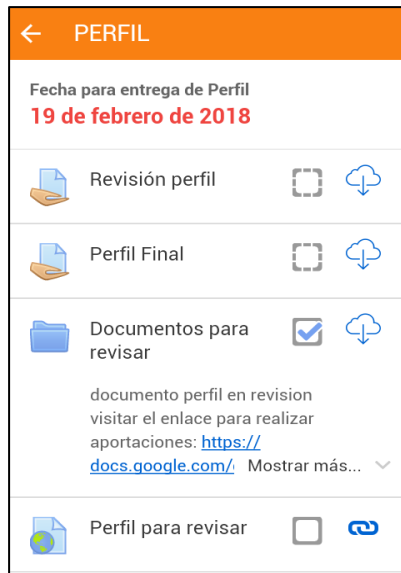 PERFIL
Fecha para entrega de Perfil
19 de febrero de 2018
Revisión perfil
Perfil Final
Documentos para
revisar
documento perfil en revision
visitar el enlace para realizar
aportaciones: https://
docs.google.com/ Mostrar más...
Perfil para revisar